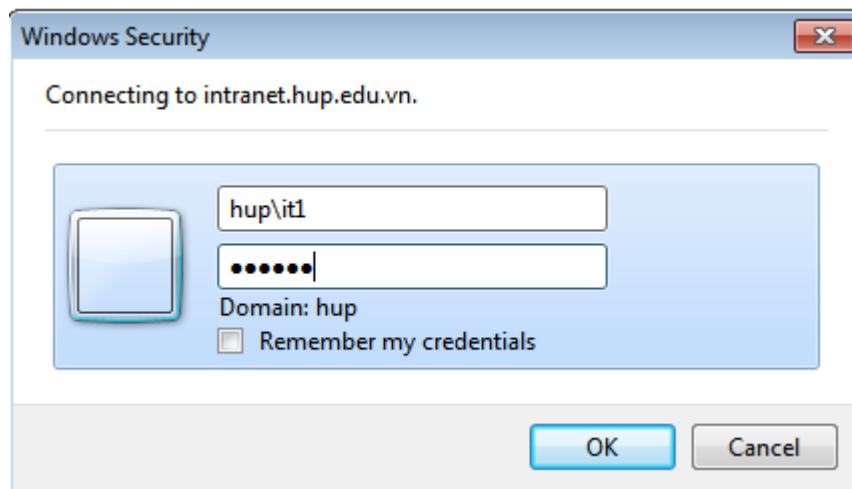 Windows Security
Connecting to intranet.hup.edu.vn.
hup\it1
●●●●●●
Domain: hup
Remember my credentials
OK
Cancel